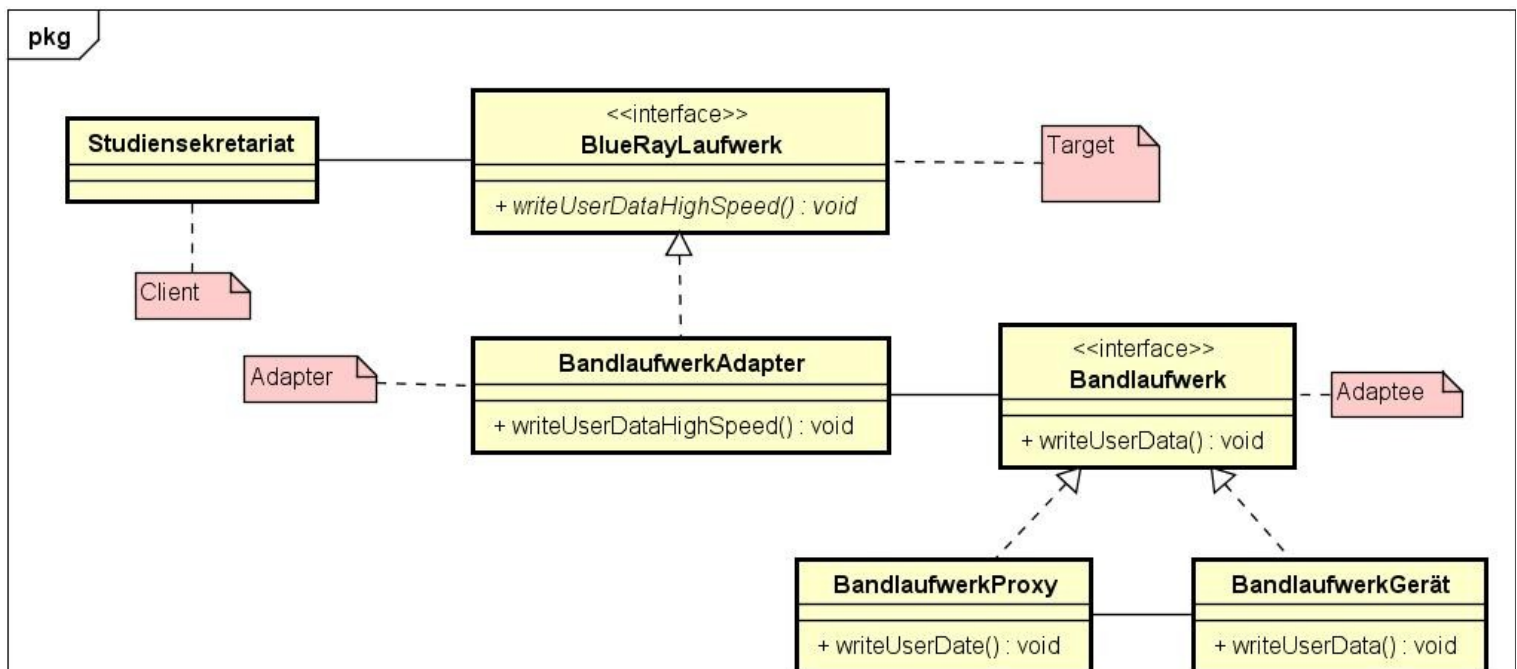 pkg
Studiensekretariat
<<interface>>
BlueRayLaufwerk
+ writeUserDataHighSpeed() : void
Target
Client
Adapter
BandlaufwerkAdapter
+ writeUserDataHighSpeed() : void
<<interface>>
Bandlaufwerk
+ writeUserData() : void
Adaptee
BandlaufwerkProxy
+ writeUserDate() : void
BandlaufwerkGerät
+ writeUserData() : void